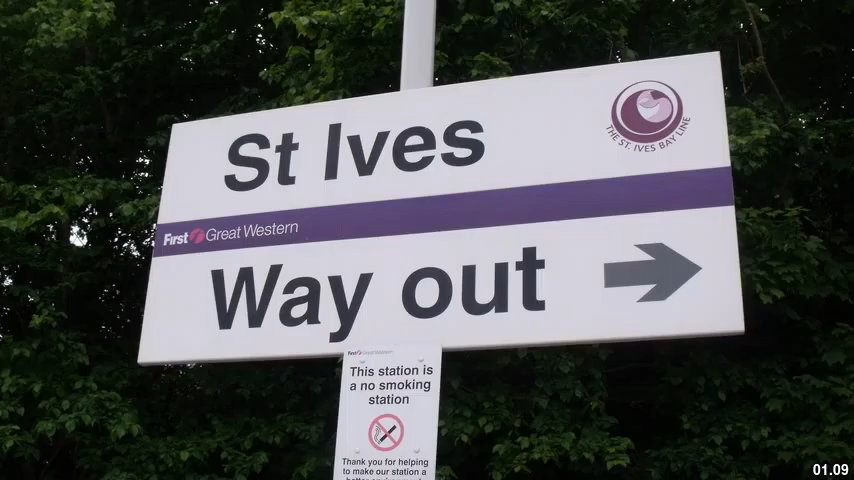 St Ives
THE ST. IVES BAY LINE
First Great Western
Way out
First Great Western
This station is
a no smoking
station
Thank you for helping
to make our station a
01.09